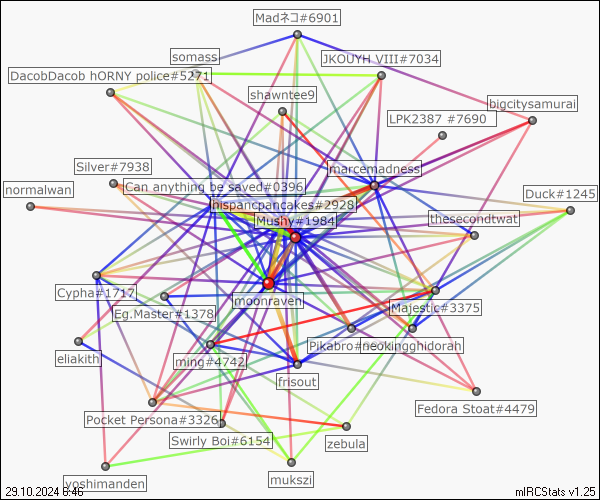 Madネコ#6901
somass
JKOUYH VIII#7034
DacobDacob hORNY police#5271
shawntee9
bigcitysamurai
LPK2387 #7690
marcemadness
Silver#7938
Can anything be saved#0396
normalwan
Duck#1245
hispanicpancakes#2928
Mushy#1984
thesecondtwat
Cypha#1717
moonraven
Majestic#3375
Eg.Master#1378
Pikabro#
neokingghidorah
eliakith
ming#4742
frisout
Fedora Stoat#4479
Pocket Persona#3326
Swirly Boi#6154
zebula
yoshimanden
mukszi
29.10.2024 6:46
mIRCStats v1.25